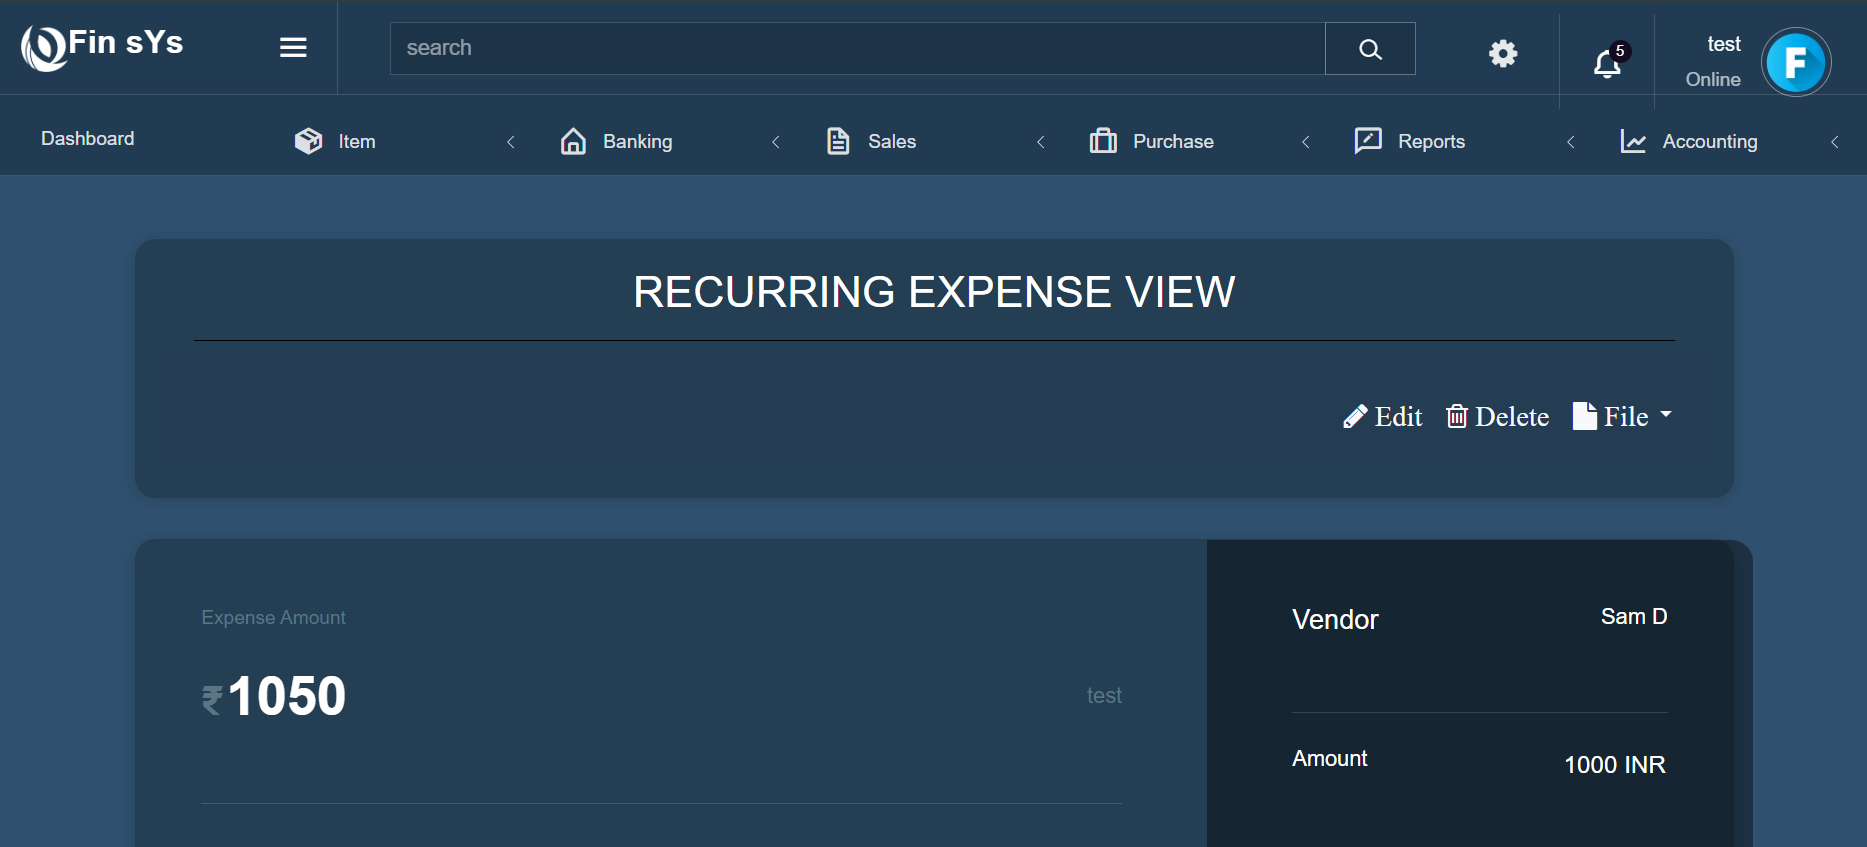 Fin sYs
search
5
test
Online
F
Dashboard
Item
Banking
Sales
Purchase
Reports
Accounting
RECURRING EXPENSE VIEW
Edit
Delete
File
Expense Amount
₹1050
test
Vendor
Sam D
Amount
1000 INR